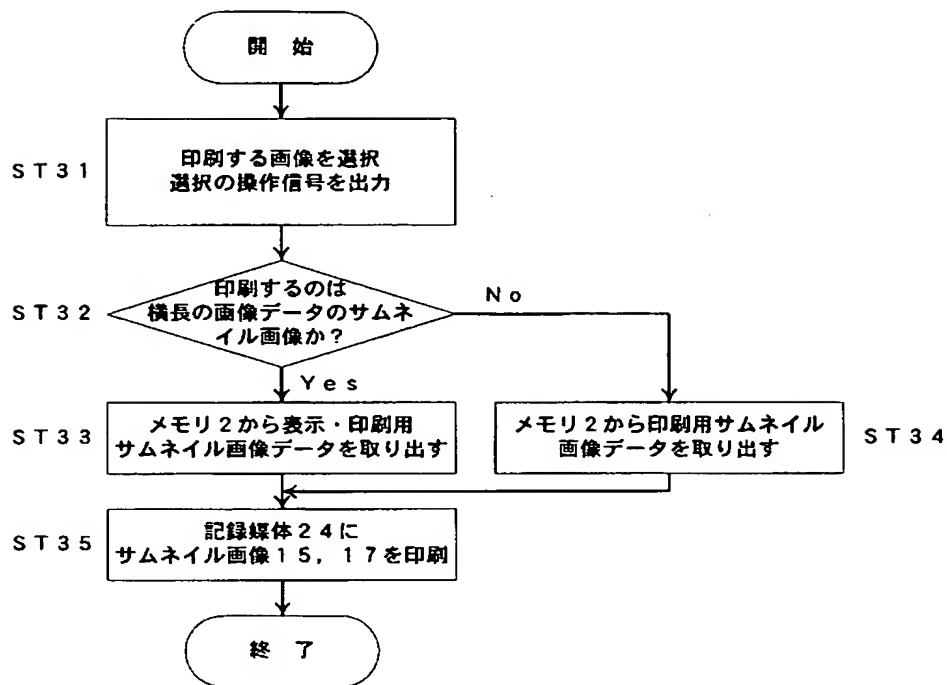 開 始
ST31
印刷する画像を選択
選択の操作信号を出力
ST32
印刷するのは
横長の画像データのサムネ
イル画像か？
No
Yes
ST33
メモリ2から表示・印刷用
サムネイル画像データを取り出す
メモリ2から印刷用サムネイル
画像データを取り出す
ST34
ST35
記録媒体24に
サムネイル画像15，17を印刷
終 了